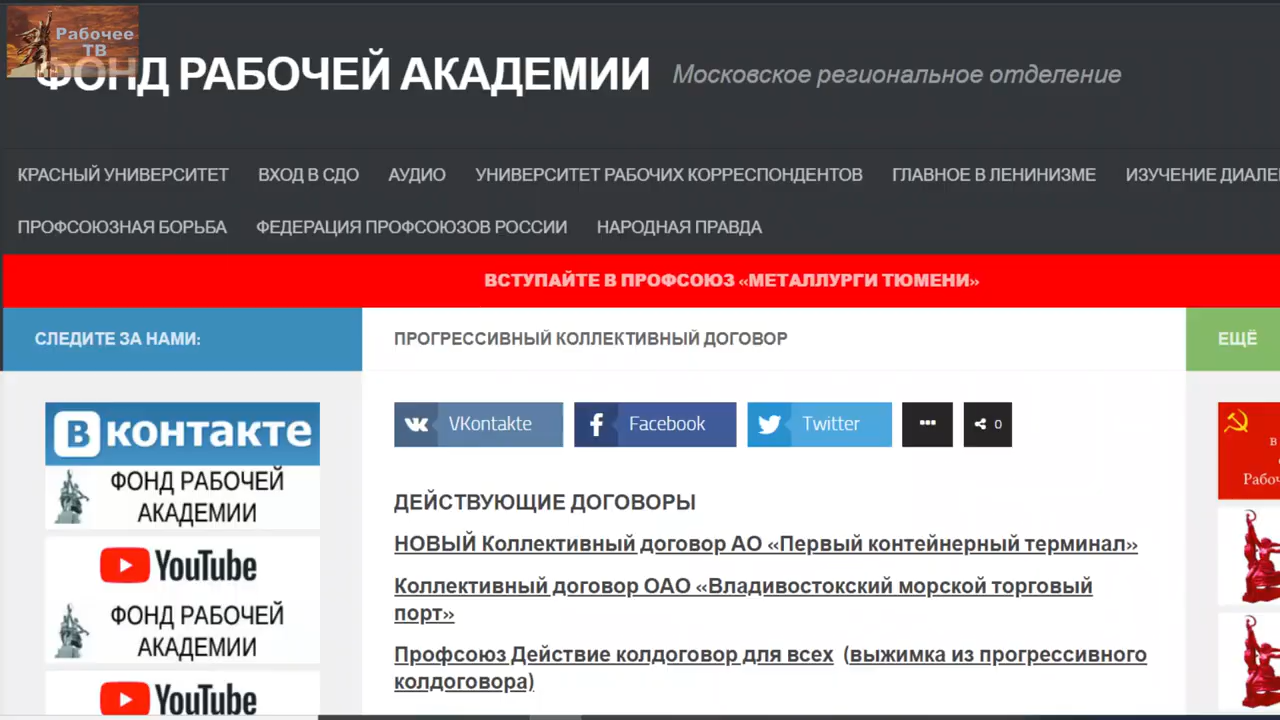 Рабочее
ТВ
ФОНД РАБОЧЕЙ АКАДЕМИИ Московское региональное отделение
КРАСНЫЙ УНИВЕРСИТЕТ ВХОД В СДО АУДИО УНИВЕРСИТЕТ РАБОЧИХ КОРРЕСПОНДЕНТОВ ГЛАВНОЕ В ЛЕНИНИЗМЕ ИЗУЧЕНИЕ ДИАЛЕ
ПРОФСОЮЗНАЯ БОРЬБА ФЕДЕРАЦИЯ ПРОФСОЮЗОВ РОССИИ НАРОДНАЯ ПРАВДА
ВСТУПАЙТЕ В ПРОФСОЮЗ «МЕТАЛЛУРГИ ТЮМЕНИ»
СЛЕДИТЕ ЗА НАМИ:
вконтакте
ФОНД РАБОЧЕЙ
АКАДЕМИИ
YouTube
ФОНД РАБОЧЕЙ
АКАДЕМИИ
YouTube
ПРОГРЕССИВНЫЙ КОЛЛЕКТИВНЫЙ ДОГОВОР
VKontakte Facebook Twitter ••• 0
ДЕЙСТВУЮЩИЕ ДОГОВОРЫ
НОВЫЙ Коллективный договор АО «Первый контейнерный терминал»
Коллективный договор ОАО «Владивостокский морской торговый
порт»
Профсоюз Действие колдоговор для всех (выжимка из прогрессивного
колдоговора)
ЕЩЁ
в
Рабоч